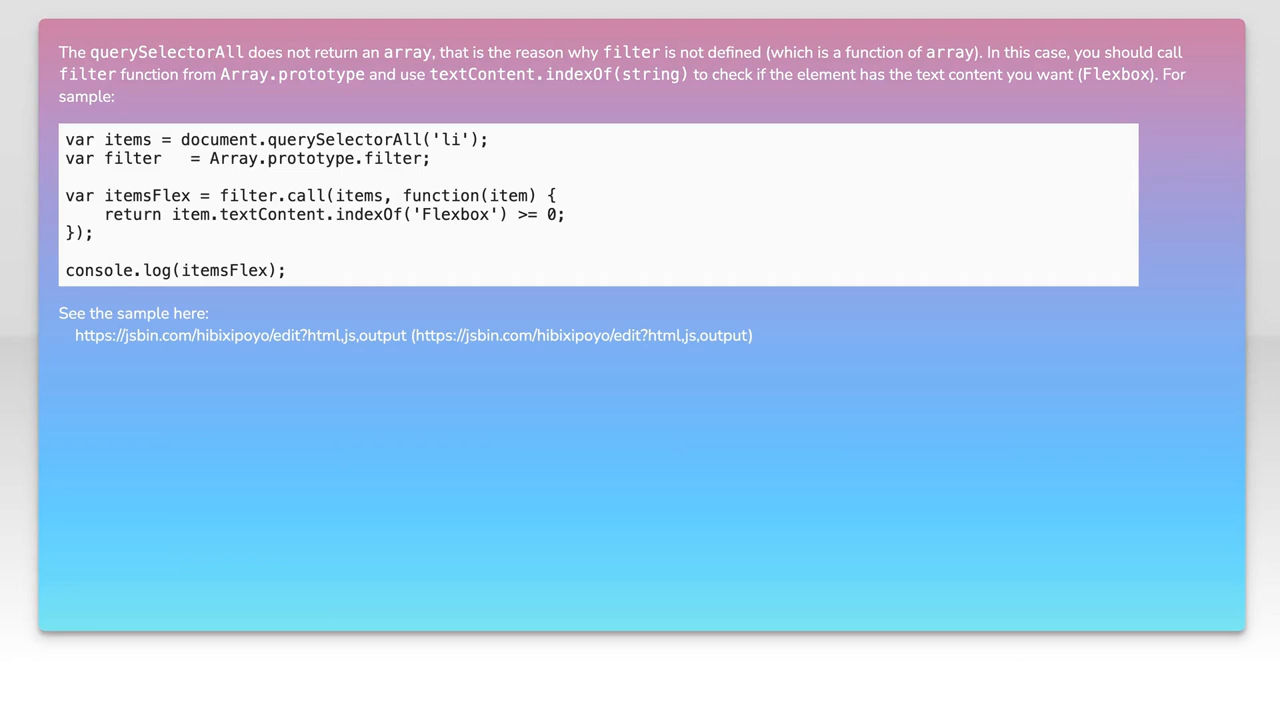 The querySelectorAll does not return an array, that is the reason why filter is not defined (which is a function of array). In this case, you should call
filter function from Array.prototype and use textContent.indexOf(string) to check if the element has the text content you want (Flexbox). For
sample:
var items = document.querySelectorAll('li');
var filter   = Array.prototype.filter;
var itemsFlex = filter.call(items, function(item) {
    return item.textContent.indexOf('Flexbox') >= 0;
});
console.log(itemsFlex);
See the sample here:
https://jsbin.com/hibixipoyo/edit?html,js,output (https://jsbin.com/hibixipoyo/edit?html,js,output)